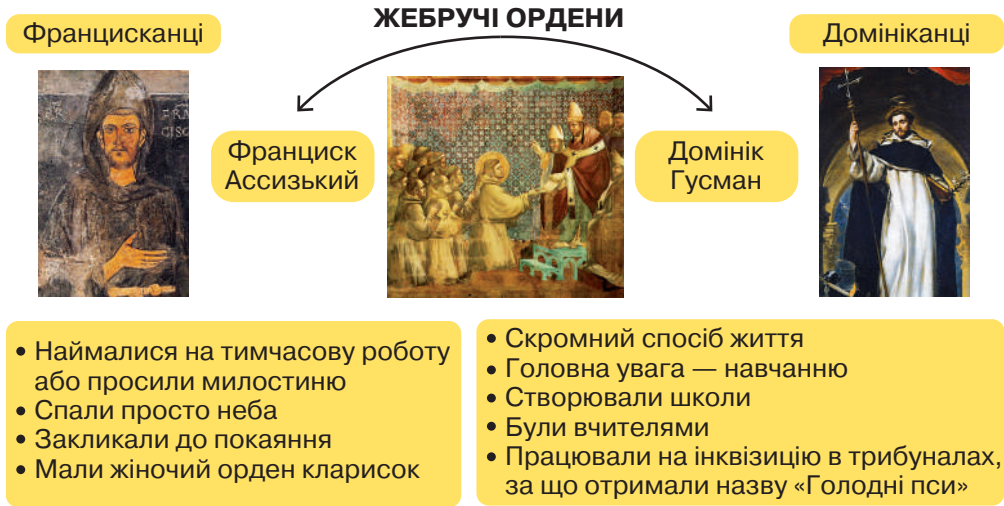 ЖЕБРУЧІ ОРДЕНИ
Францисканці
Домініканці
Франциск
Ассизький
Домінік
Гусман
• Наймалися на тимчасову роботу
або просили милостиню
• Спали просто неба
• Закликали до покаяння
• Мали жіночий орден кларисок
• Скромний спосіб життя
• Головна увага — навчанню
• Створювали школи
• Були вчителями
• Працювали на інквізицію в трибуналах,
за що отримали назву «Голодні пси»